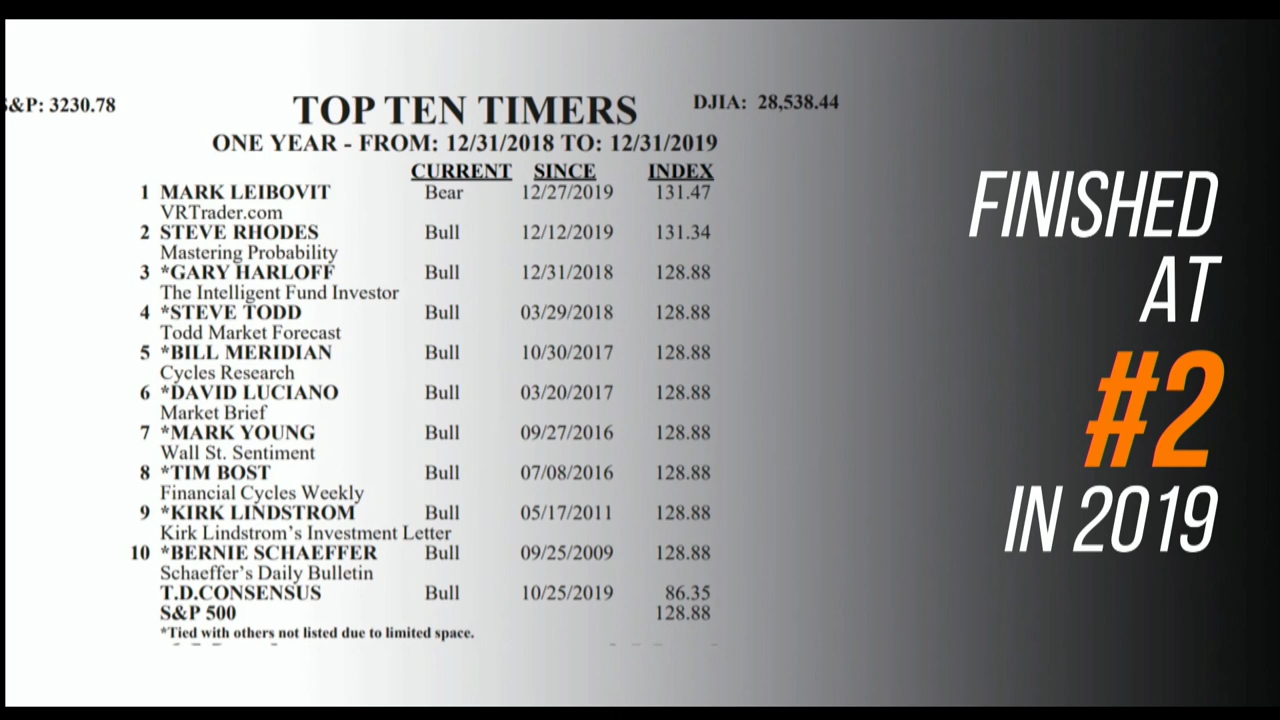 &P: 3230.78
TOP TEN TIMERS
DJIA: 28,538.44
ONE YEAR - FROM: 12/31/2018 TO: 12/31/2019
CURRENT SINCE INDEX
1 MARK LEIBOVIT Bear 12/27/2019 131.47
VRTrader.com
2 STEVE RHODES Bull 12/12/2019 131.34
Mastering Probability
3 *GARY HARLOFF Bull 12/31/2018 128.88
The Intelligent Fund Investor
4 *STEVE TODD Bull 03/29/2018 128.88
Todd Market Forecast
5 *BILL MERIDIAN Bull 10/30/2017 128.88
Cycles Research
6 *DAVID LUCIANO Bull 03/20/2017 128.88
Market Brief
7 *MARK YOUNG Bull 09/27/2016 128.88
Wall St. Sentiment
8 *TIM BOST Bull 07/08/2016 128.88
Financial Cycles Weekly
9 *KIRK LINDSTROM Bull 05/17/2011 128.88
Kirk Lindstrom's Investment Letter
10 *BERNIE SCHAEFFER Bull 09/25/2009 128.88
Schaeffer's Daily Bulletin
T.D.CONSENSUS Bull 10/25/2019 86.35
S&P 500 128.88
*Tied with others not listed due to limited space.
FINISHED
AT
#2
IN 2019